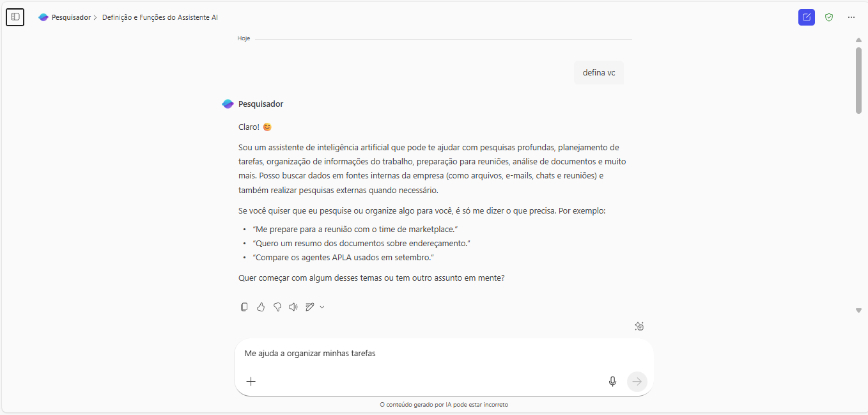 Pesquisador > Definição e Funções do Assistente AI
Hoje
defina vc
Pesquisador
Claro! 😊
Sou um assistente de inteligência artificial que pode te ajudar com pesquisas profundas, planejamento de
tarefas, organização de informações do trabalho, preparação para reuniões, análise de documentos e muito
mais. Posso buscar dados em fontes internas da empresa (como arquivos, e-mails, chats e reuniões) e
também realizar pesquisas externas quando necessário.
Se você quiser que eu pesquise ou organize algo para você, é só me dizer o que precisa. Por exemplo:
• "Me prepare para a reunião com o time de marketplace."
• "Quero um resumo dos documentos sobre endereçamento."
• "Compare os agentes APLA usados em setembro."
Quer começar com algum desses temas ou tem outro assunto em mente?
Me ajuda a organizar minhas tarefas
O conteúdo gerado por IA pode estar incorreto